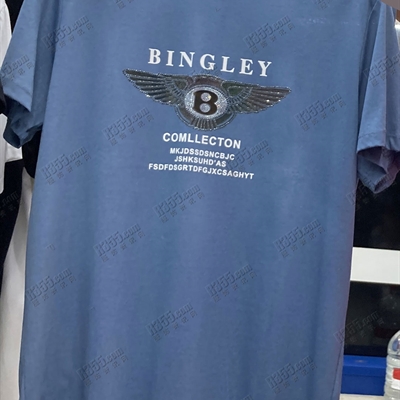 BINGLEY
B
COMLLECTON
MKJDSSDSNCBJC
JSHKSUHD'AS
FSDFDSGRTDFGJXCSAGHYT